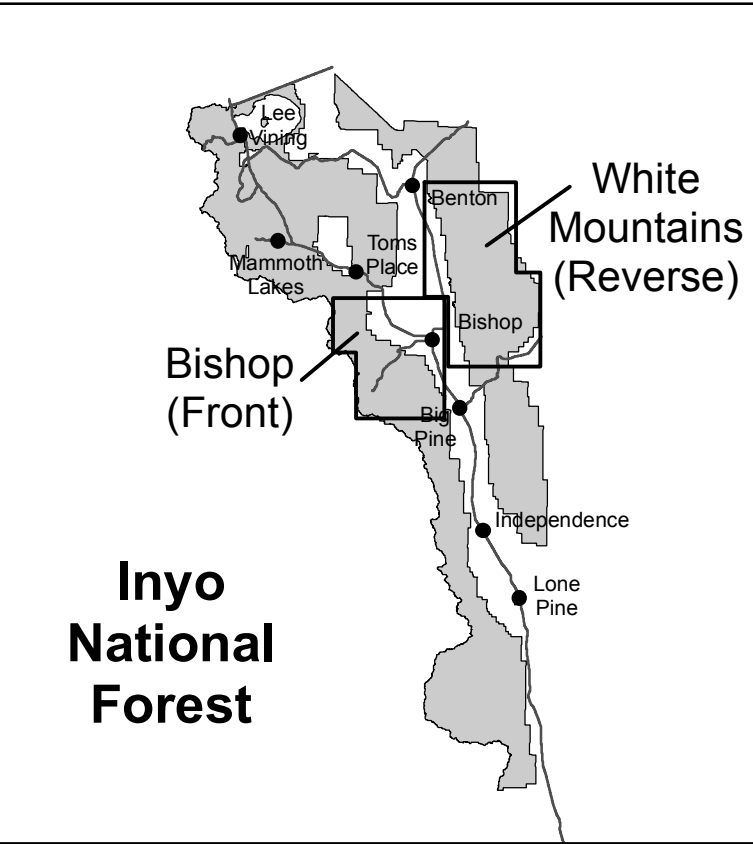 Lee
Vining
Benton
White
Mountains
(Reverse)
Toms
Place
Mammoth
Lakes
Bishop
Bishop
(Front)
Big
Pine
Independence
Lone
Pine
Inyo
National
Forest